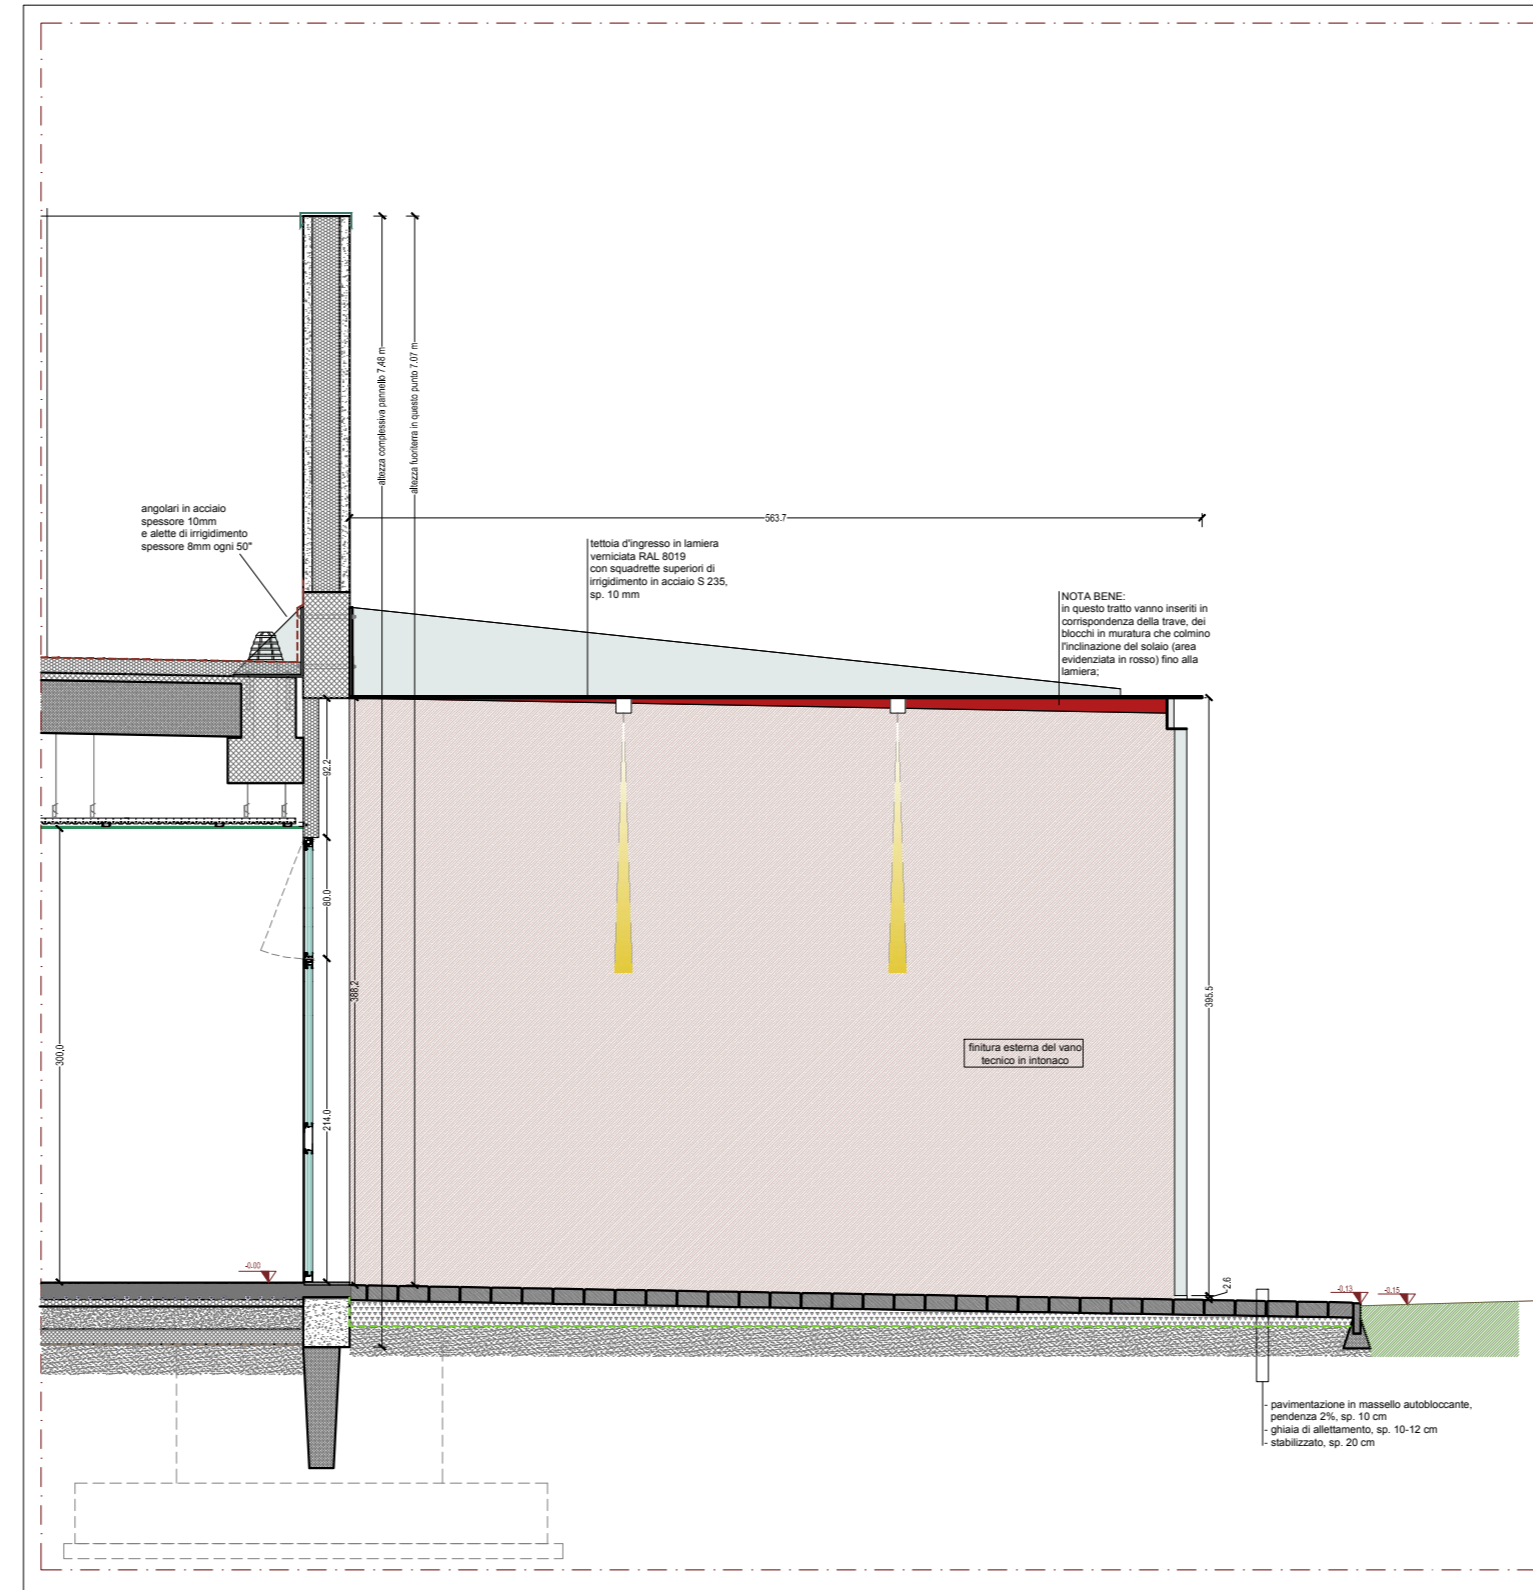 altezza complessiva pannello 7.48 m
altezza fuoriterra in questo punto 7.07 m
angolari in acciaio
spessore 10mm
e alette di irrigidimento
spessore 8mm ogni 50"
563.7
tettoia d'ingresso in lamiera
verniciata RAL 8019
con squadrette superiori di
irrigidimento in acciaio S 235,
sp. 10 mm
NOTA BENE:
in questo tratto vanno inseriti in
corrispondenza della trave, dei
blocchi in muratura che colmino
l'inclinazione del solaio (area
evidenziata in rosso) fino alla
lamiera;
92.2
80.0
388.2
395.5
300.0
214.0
finitura esterna del vano
tecnico in intonaco
-0.00
2.6
-0.13
-0.15
- pavimentazione in massello autobloccante,
pendenza 2%, sp. 10 cm
- ghiaia di allettamento, sp. 10-12 cm
- stabilizzato, sp. 20 cm